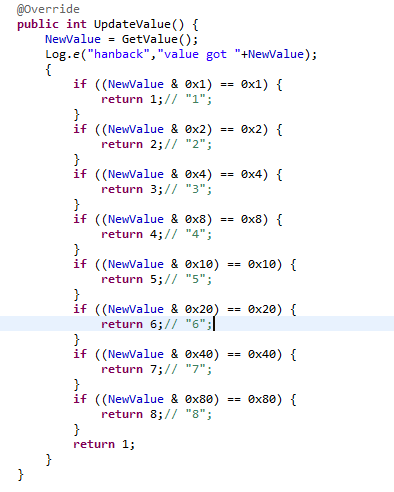 @Override
public int UpdateValue() {
    NewValue = GetValue();
    Log.e("hanback","value got "+NewValue);
    {
        if ((NewValue & 0x1) == 0x1) {
            return 1;// "1";
        }
        if ((NewValue & 0x2) == 0x2) {
            return 2;// "2";
        }
        if ((NewValue & 0x4) == 0x4) {
            return 3;// "3";
        }
        if ((NewValue & 0x8) == 0x8) {
            return 4;// "4";
        }
        if ((NewValue & 0x10) == 0x10) {
            return 5;// "5";
        }
        if ((NewValue & 0x20) == 0x20) {
            return 6;// "6";
        }
        if ((NewValue & 0x40) == 0x40) {
            return 7;// "7";
        }
        if ((NewValue & 0x80) == 0x80) {
            return 8;// "8";
        }
        return 1;
    }
}